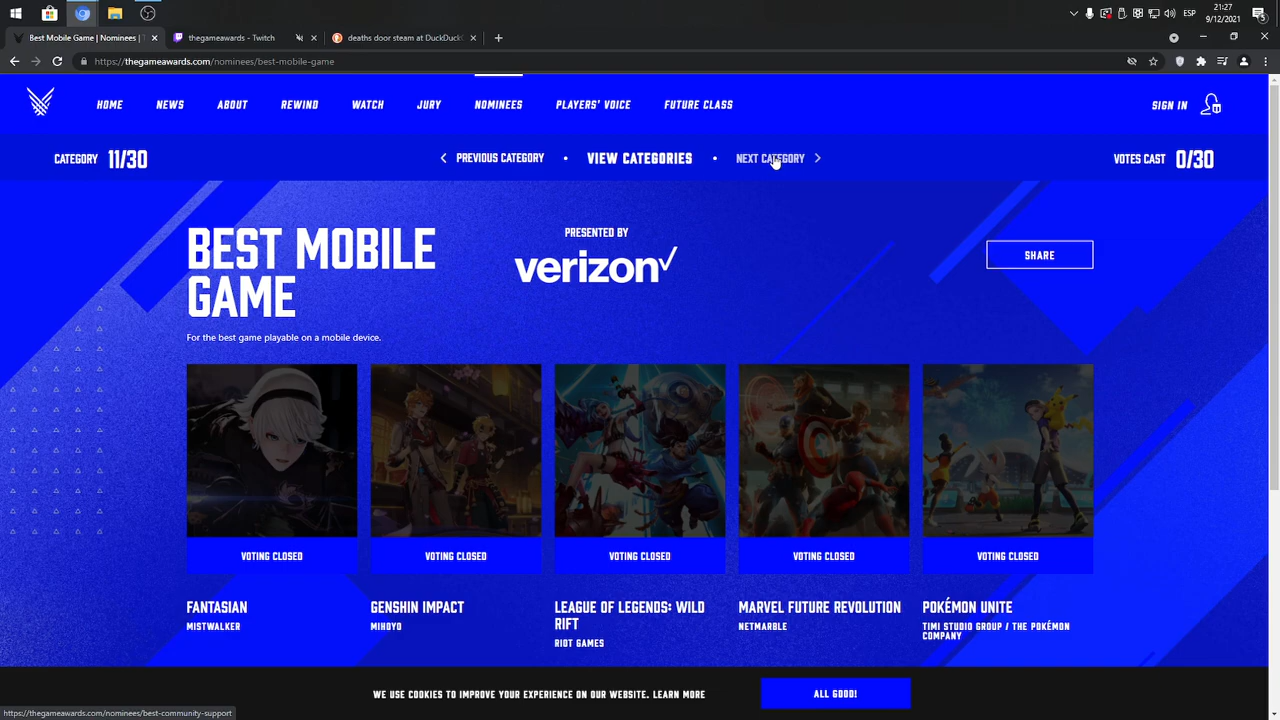 21:27
ESP
9/12/2021
5
Best Mobile Game | Nominees | T
thegameawards - Twitch
deaths door steam at DuckDuck
https://thegameawards.com/nominees/best-mobile-game
HOME
NEWS
ABOUT
REWIND
WATCH
JURY
NOMINEES
PLAYERS' VOICE
FUTURE CLASS
SIGN IN
CATEGORY 11/30
PREVIOUS CATEGORY
VIEW CATEGORIES
NEXT CATEGORY
VOTES CAST 0/30
BEST MOBILE
GAME
PRESENTED BY
verizon
SHARE
For the best game playable on a mobile device.
VOTING CLOSED
VOTING CLOSED
VOTING CLOSED
VOTING CLOSED
VOTING CLOSED
FANTASIAN
MISTWALKER
GENSHIN IMPACT
MIHOYO
LEAGUE OF LEGENDS: WILD
RIFT
RIOT GAMES
MARVEL FUTURE REVOLUTION
NETMARBLE
POKÉMON UNITE
TIMI STUDIO GROUP / THE POKÉMON
COMPANY
WE USE COOKIES TO IMPROVE YOUR EXPERIENCE ON OUR WEBSITE. LEARN MORE
ALL GOOD!
https://thegameawards.com/nominees/best-community-support